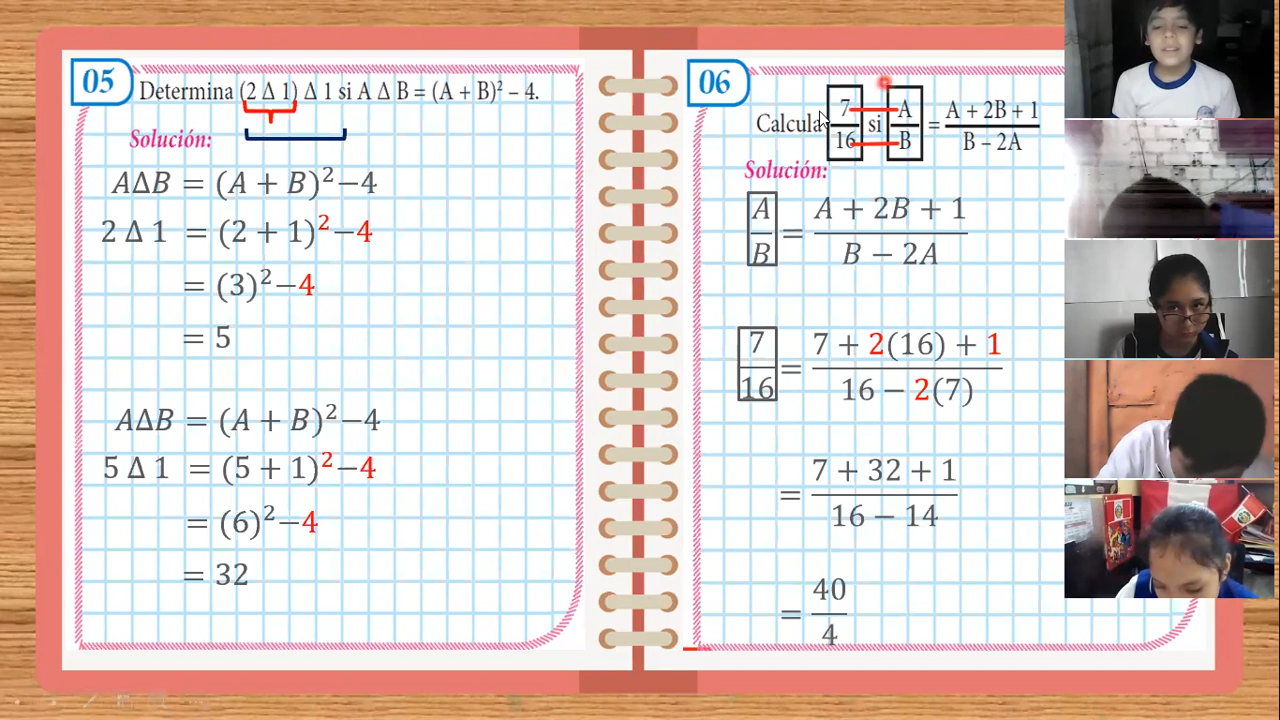 05
Determina (2 Δ 1) Δ 1 si A Δ B = (A + B)² – 4.
Solución:
AΔB = (A + B)² – 4
2 Δ 1 = (2 + 1)² – 4
= (3)² – 4
= 5
AΔB = (A + B)² – 4
5 Δ 1 = (5 + 1)² – 4
= (6)² – 4
= 32
06
Calcula 7/16 si A/B = (A + 2B + 1)/(B – 2A)
Solución:
A/B = (A + 2B + 1)/(B – 2A)
7/16 = (7 + 2(16) + 1)/(16 – 2(7))
= (7 + 32 + 1)/(16 – 14)
= 40/4